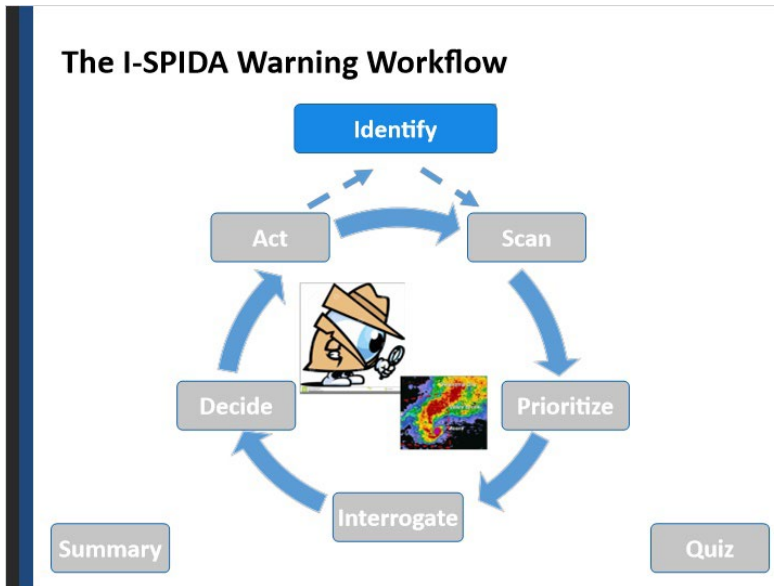 The I-SPIDA Warning Workflow
Identify
Act
Scan
Decide
Prioritize
Interrogate
Summary
Quiz